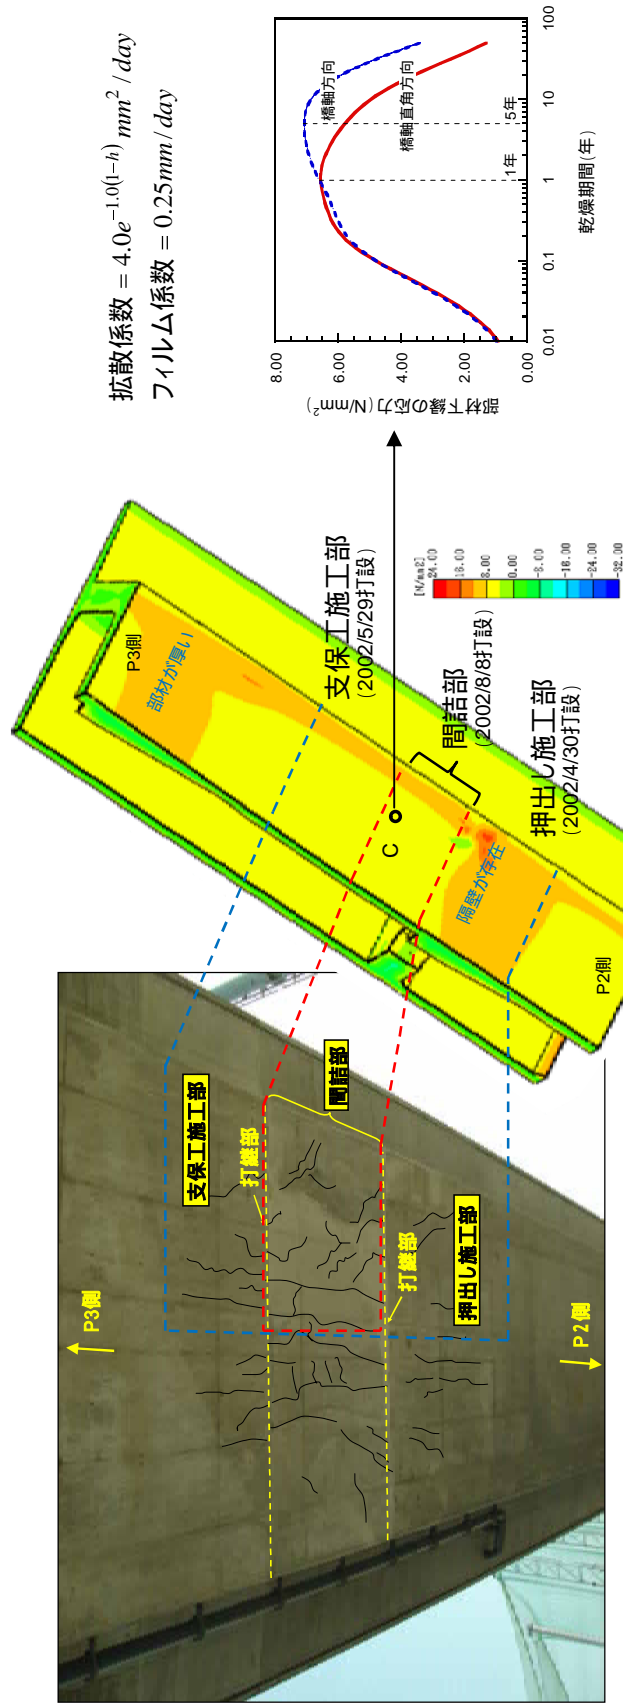 拡散係数 = 4.0e^{-1.0(1-h)} mm² / day
フィルム係数 = 0.25mm / day
P3側
支保工施工部
打継部
間詰部
打継部
押出し施工部
P2側
P3側
部材が厚い
支保工施工部
(2002/5/29打設)
C
間詰部
(2002/8/8打設)
隔壁が存在
押出し施工部
(2002/4/30打設)
P2側
[N/mm2]
24.00
16.00
8.00
0.00
-8.00
-16.00
-24.00
-32.00
部材下縁の応力(N/mm²)
8.00
6.00
4.00
2.00
0.00
橋軸方向
橋軸直角方向
1年
5年
0.01
0.1
1
10
100
乾燥期間(年)